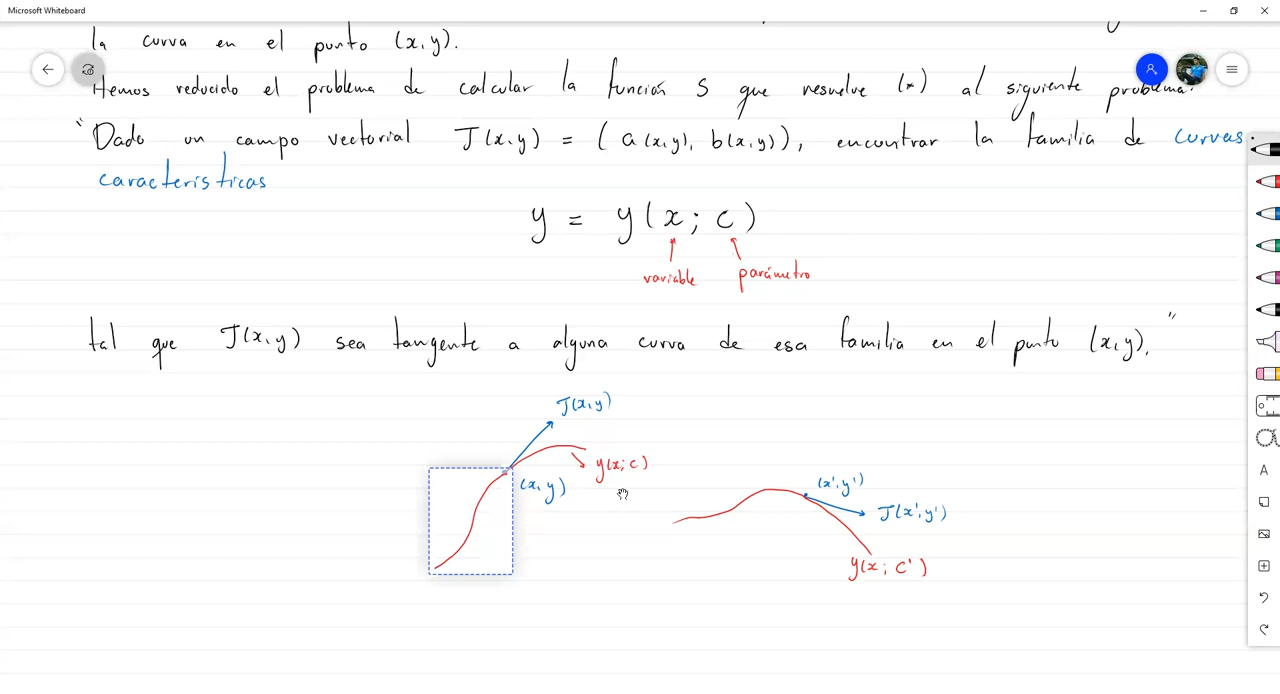 Microsoft Whiteboard
la curva en el punto (x,y).
Hemos reducido el problema de calcular la función S que resuelve (*) al siguiente problema:
"Dado un campo vectorial J(x,y) = (a(x,y), b(x,y)), encontrar la familia de curvas
características
y = y(x; c)
variable parámetro
tal que J(x,y) sea tangente a alguna curva de esa familia en el punto (x,y)."
J(x,y)
y(x;c)
(x,y)
(x',y')
J(x',y')
y(x; c')
A